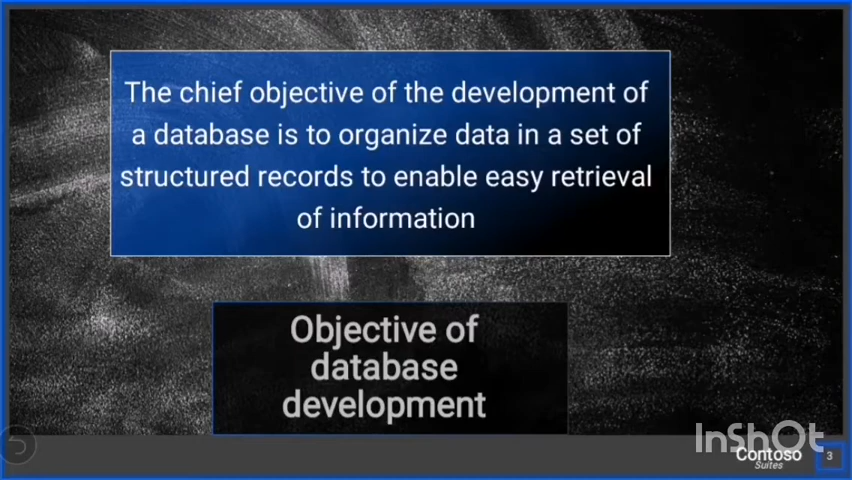 The chief objective of the development of
a database is to organize data in a set of
structured records to enable easy retrieval
of information
Objective of
database
development
InShOt
Contoso
Suites
3